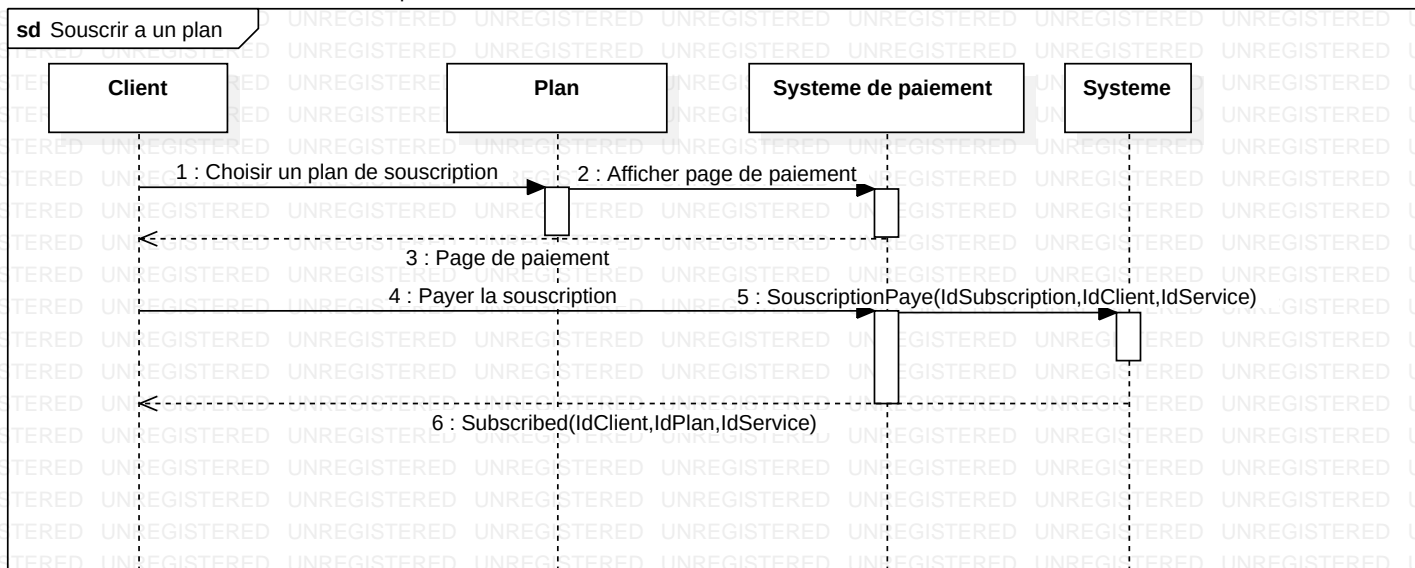 sd Souscrir a un plan
Client
Plan
Systeme de paiement
Systeme
1 : Choisir un plan de souscription
2 : Afficher page de paiement
3 : Page de paiement
4 : Payer la souscription
5 : SouscriptionPaye(IdSubscription,IdClient,IdService)
6 : Subscribed(IdClient,IdPlan,IdService)
UNREGISTERED